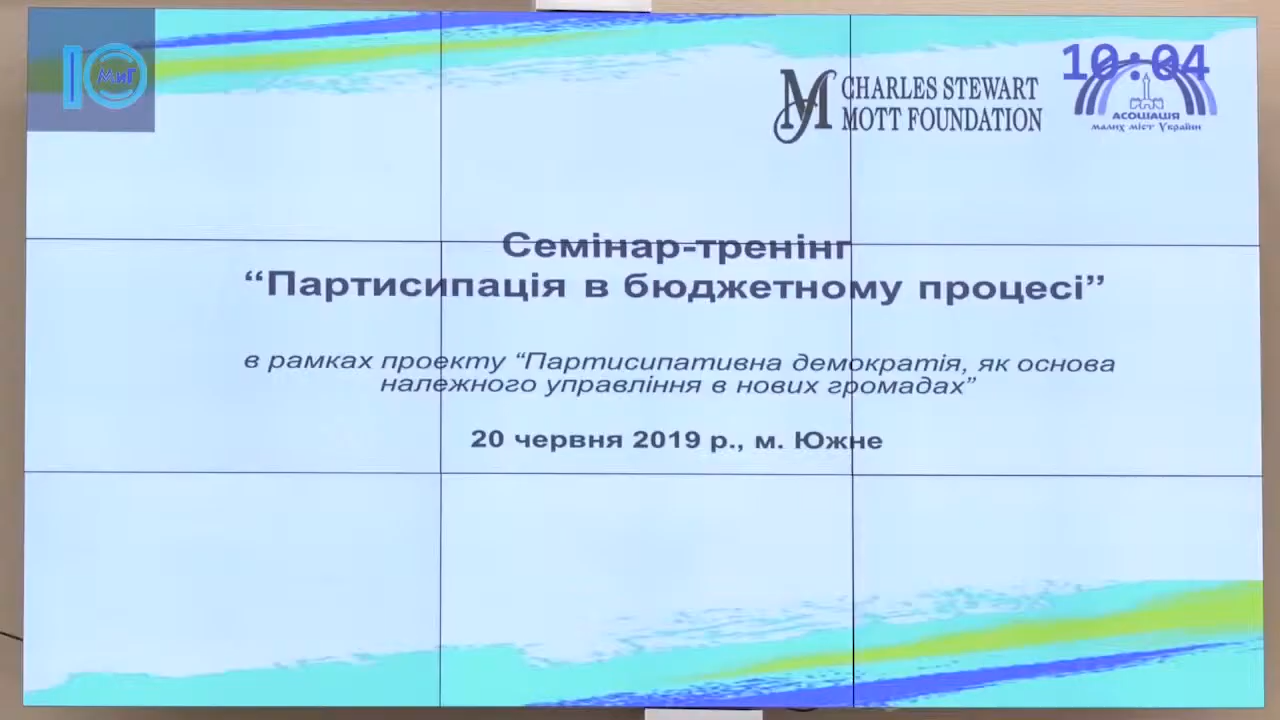 МиГ
10:04
CHARLES STEWART
MOTT FOUNDATION
АСОЦІАЦІЯ
малих міст України
Семінар-тренінг
“Партисипація в бюджетному процесі”
в рамках проекту “Партисипативна демократія, як основа
належного управління в нових громадах”
20 червня 2019 р., м. Южне